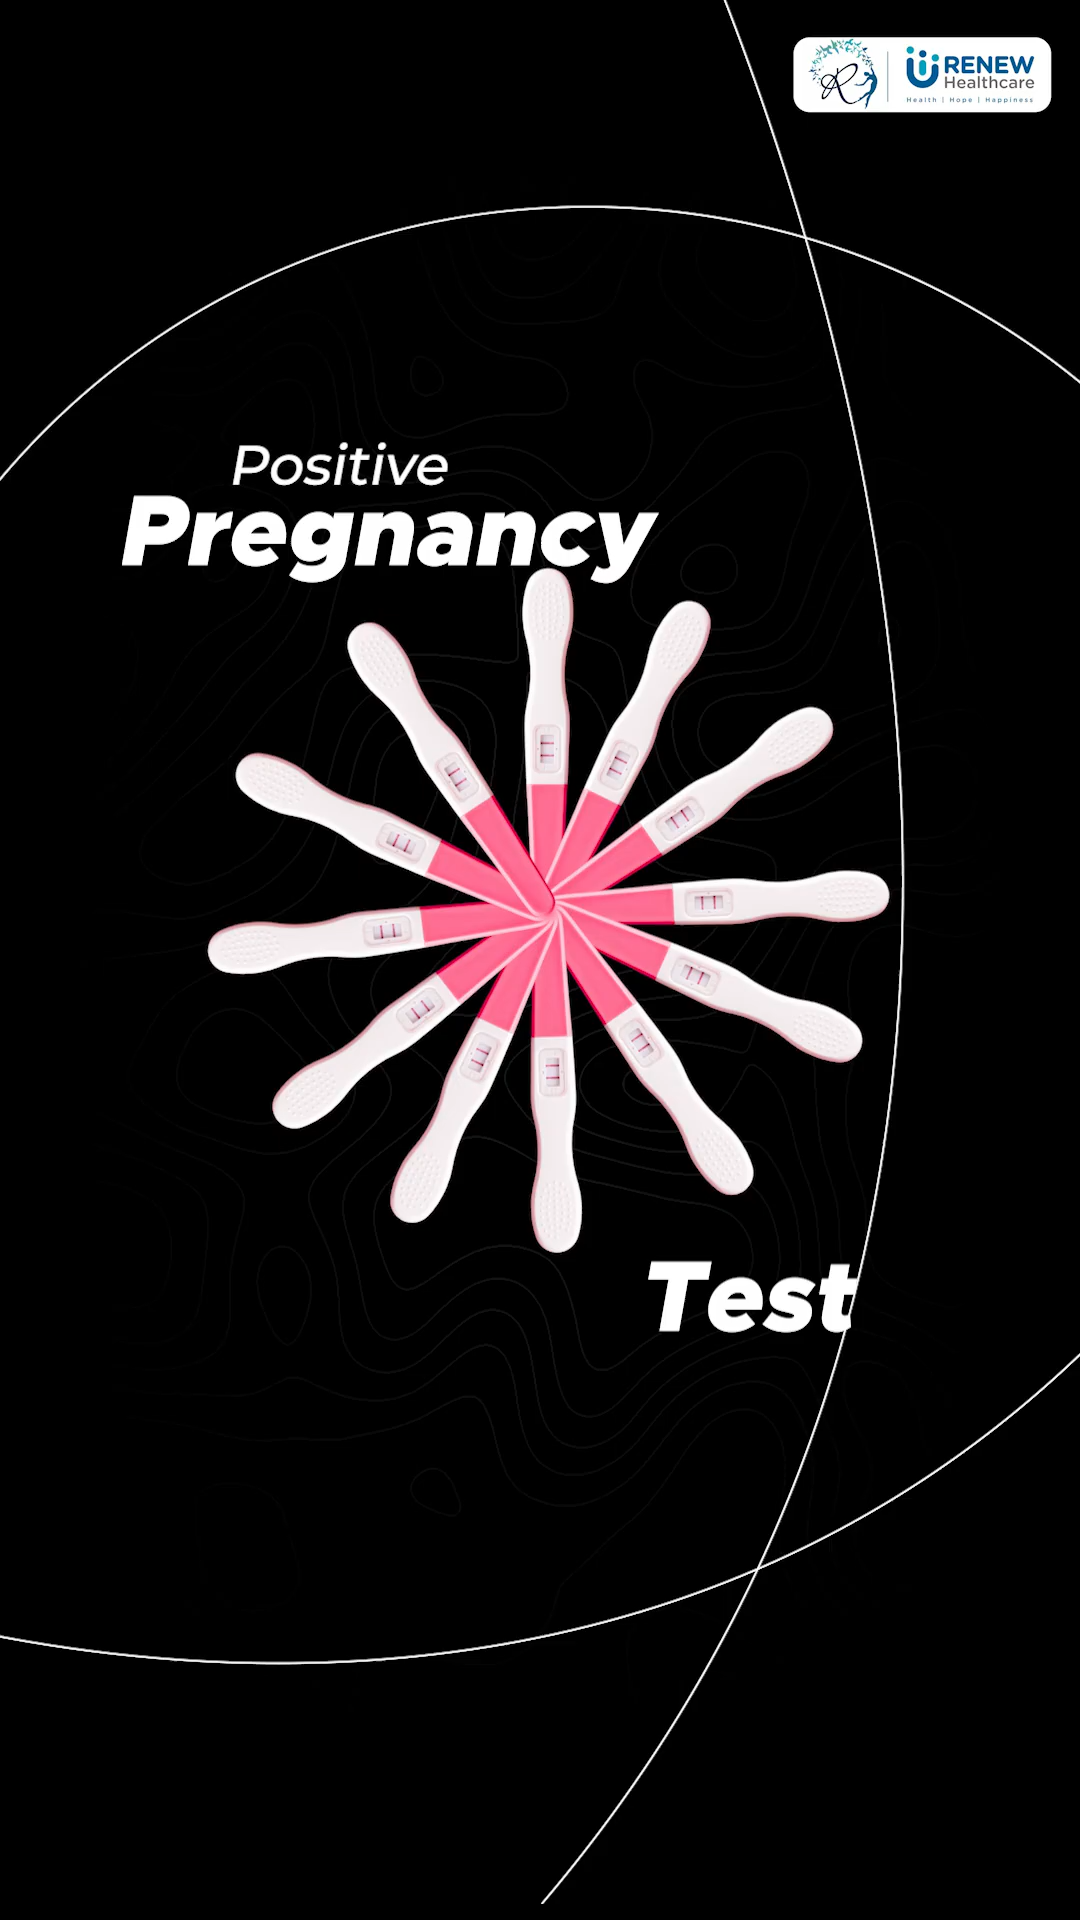 R
RENEW
Healthcare
Health | Hope | Happiness
Positive
Pregnancy
Test